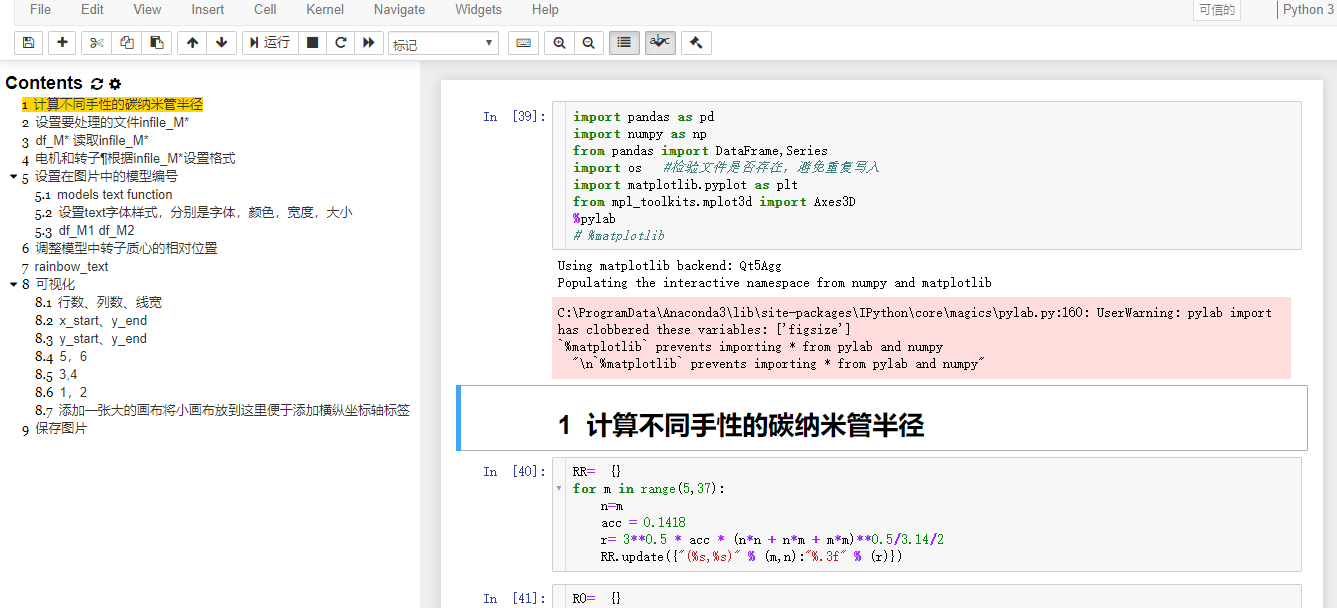 File Edit View Insert Cell Kernel Navigate Widgets Help 可信的 Python 3
运行 标记 abc
Contents
1 计算不同手性的碳纳米管半径
2 设置要处理的文件infile_M*
3 df_M* 读取infile_M*
4 电机和转子¶根据infile_M*设置格式
5 设置在图片中的模型编号
5.1 models text function
5.2 设置text字体样式，分别是字体，颜色，宽度，大小
5.3 df_M1 df_M2
6 调整模型中转子质心的相对位置
7 rainbow_text
8 可视化
8.1 行数、列数、线宽
8.2 x_start、y_end
8.3 y_start、y_end
8.4 5，6
8.5 3,4
8.6 1，2
8.7 添加一张大的画布将小画布放到这里便于添加横纵坐标轴标签
9 保存图片
In [39]:
import pandas as pd
import numpy as np
from pandas import DataFrame,Series
import os #检验文件是否存在，避免重复写入
import matplotlib.pyplot as plt
from mpl_toolkits.mplot3d import Axes3D
%pylab
# %matplotlib
Using matplotlib backend: Qt5Agg
Populating the interactive namespace from numpy and matplotlib
C:\ProgramData\Anaconda3\lib\site-packages\IPython\core\magics\pylab.py:160: UserWarning: pylab import
has clobbered these variables: ['figsize']
`%matplotlib` prevents importing * from pylab and numpy
"\n`%matplotlib` prevents importing * from pylab and numpy"
1 计算不同手性的碳纳米管半径
In [40]:
RR= {}
for m in range(5,37):
n=m
acc = 0.1418
r= 3**0.5 * acc * (n*n + n*m + m*m)**0.5/3.14/2
RR.update({"(%s,%s)" % (m,n):"%.3f" % (r)})
In [41]:
RO= {}